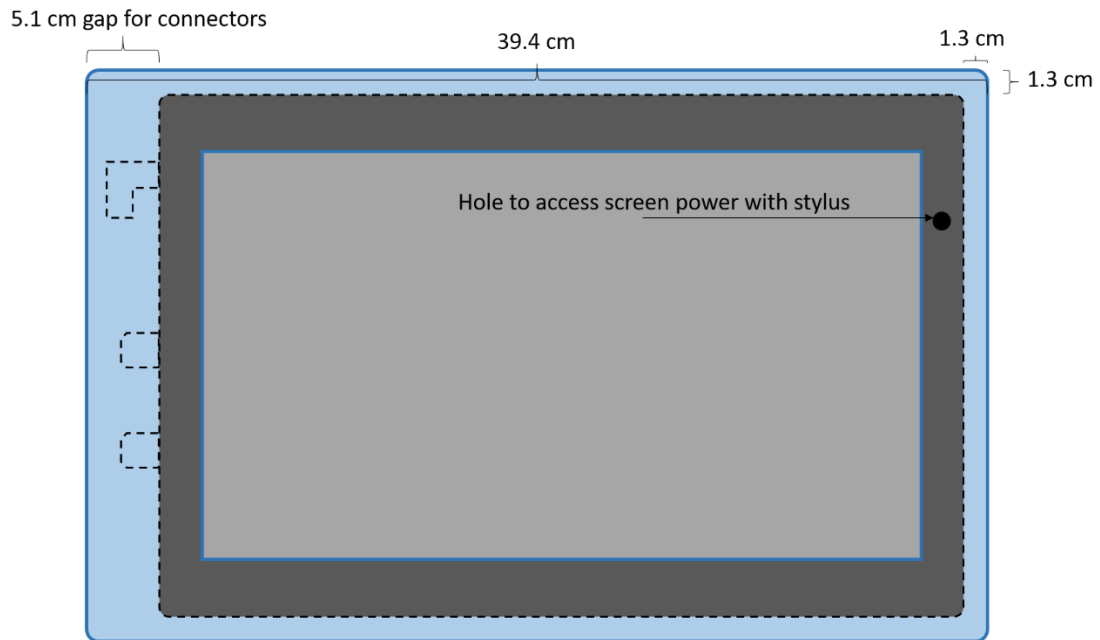 5.1 cm gap for connectors
39.4 cm
1.3 cm
1.3 cm
Hole to access screen power with stylus